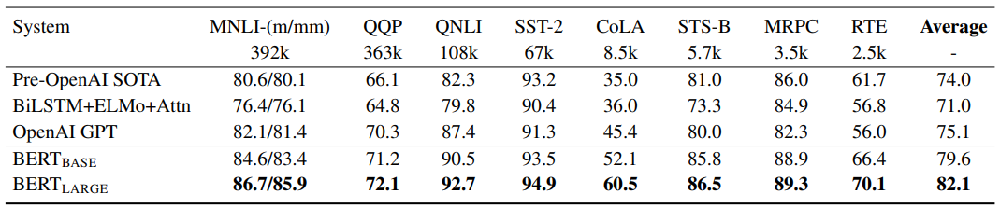 System MNLI-(m/mm) QQP QNLI SST-2 CoLA STS-B MRPC RTE Average
392k 363k 108k 67k 8.5k 5.7k 3.5k 2.5k -
Pre-OpenAI SOTA 80.6/80.1 66.1 82.3 93.2 35.0 81.0 86.0 61.7 74.0
BiLSTM+ELMo+Attn 76.4/76.1 64.8 79.8 90.4 36.0 73.3 84.9 56.8 71.0
OpenAI GPT 82.1/81.4 70.3 87.4 91.3 45.4 80.0 82.3 56.0 75.1
BERTBASE 84.6/83.4 71.2 90.5 93.5 52.1 85.8 88.9 66.4 79.6
BERTLARGE 86.7/85.9 72.1 92.7 94.9 60.5 86.5 89.3 70.1 82.1